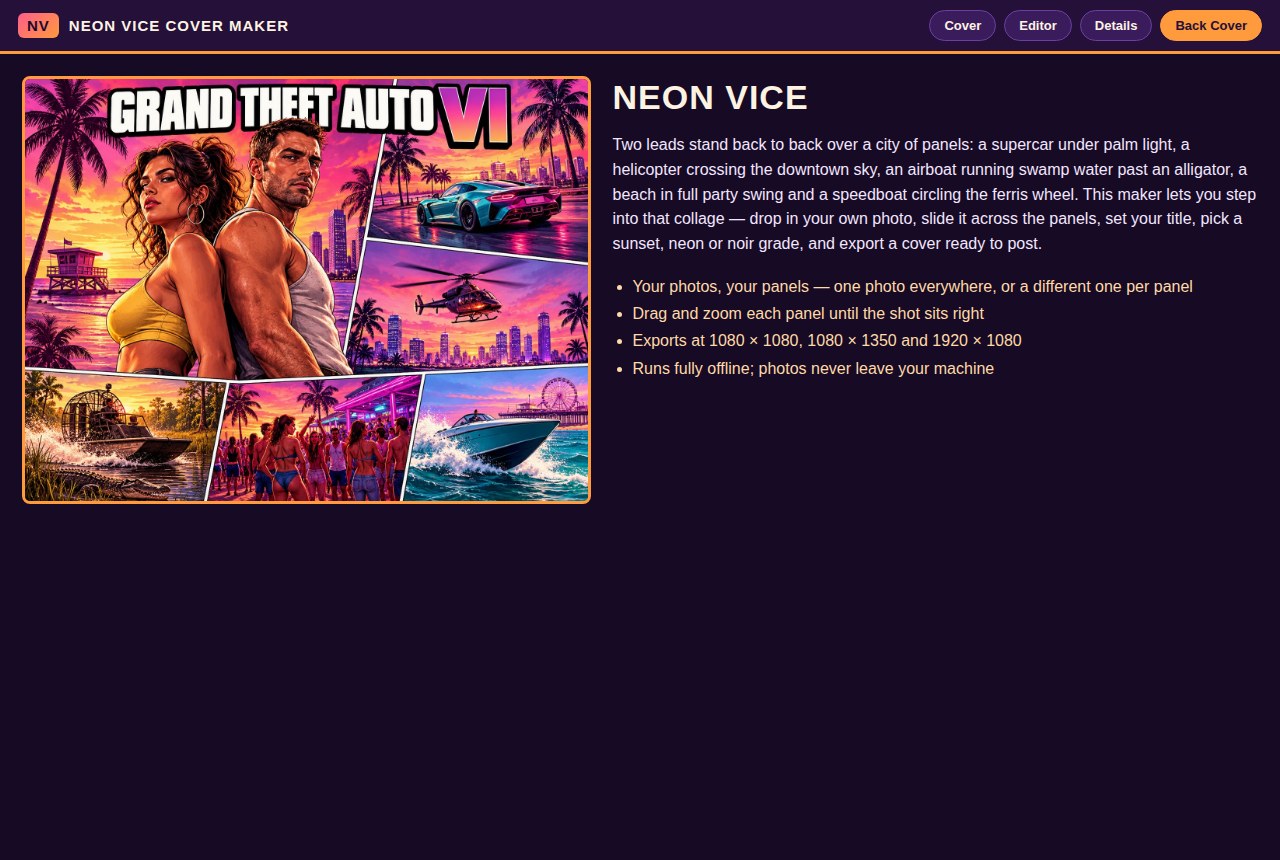 NV NEON VICE COVER MAKER
Cover Editor Details Back Cover
GRAND THEFT AUTO VI
NEON VICE
Two leads stand back to back over a city of panels: a supercar under palm light, a
helicopter crossing the downtown sky, an airboat running swamp water past an alligator, a
beach in full party swing and a speedboat circling the ferris wheel. This maker lets you step
into that collage — drop in your own photo, slide it across the panels, set your title, pick a
sunset, neon or noir grade, and export a cover ready to post.
• Your photos, your panels — one photo everywhere, or a different one per panel
• Drag and zoom each panel until the shot sits right
• Exports at 1080 × 1080, 1080 × 1350 and 1920 × 1080
• Runs fully offline; photos never leave your machine